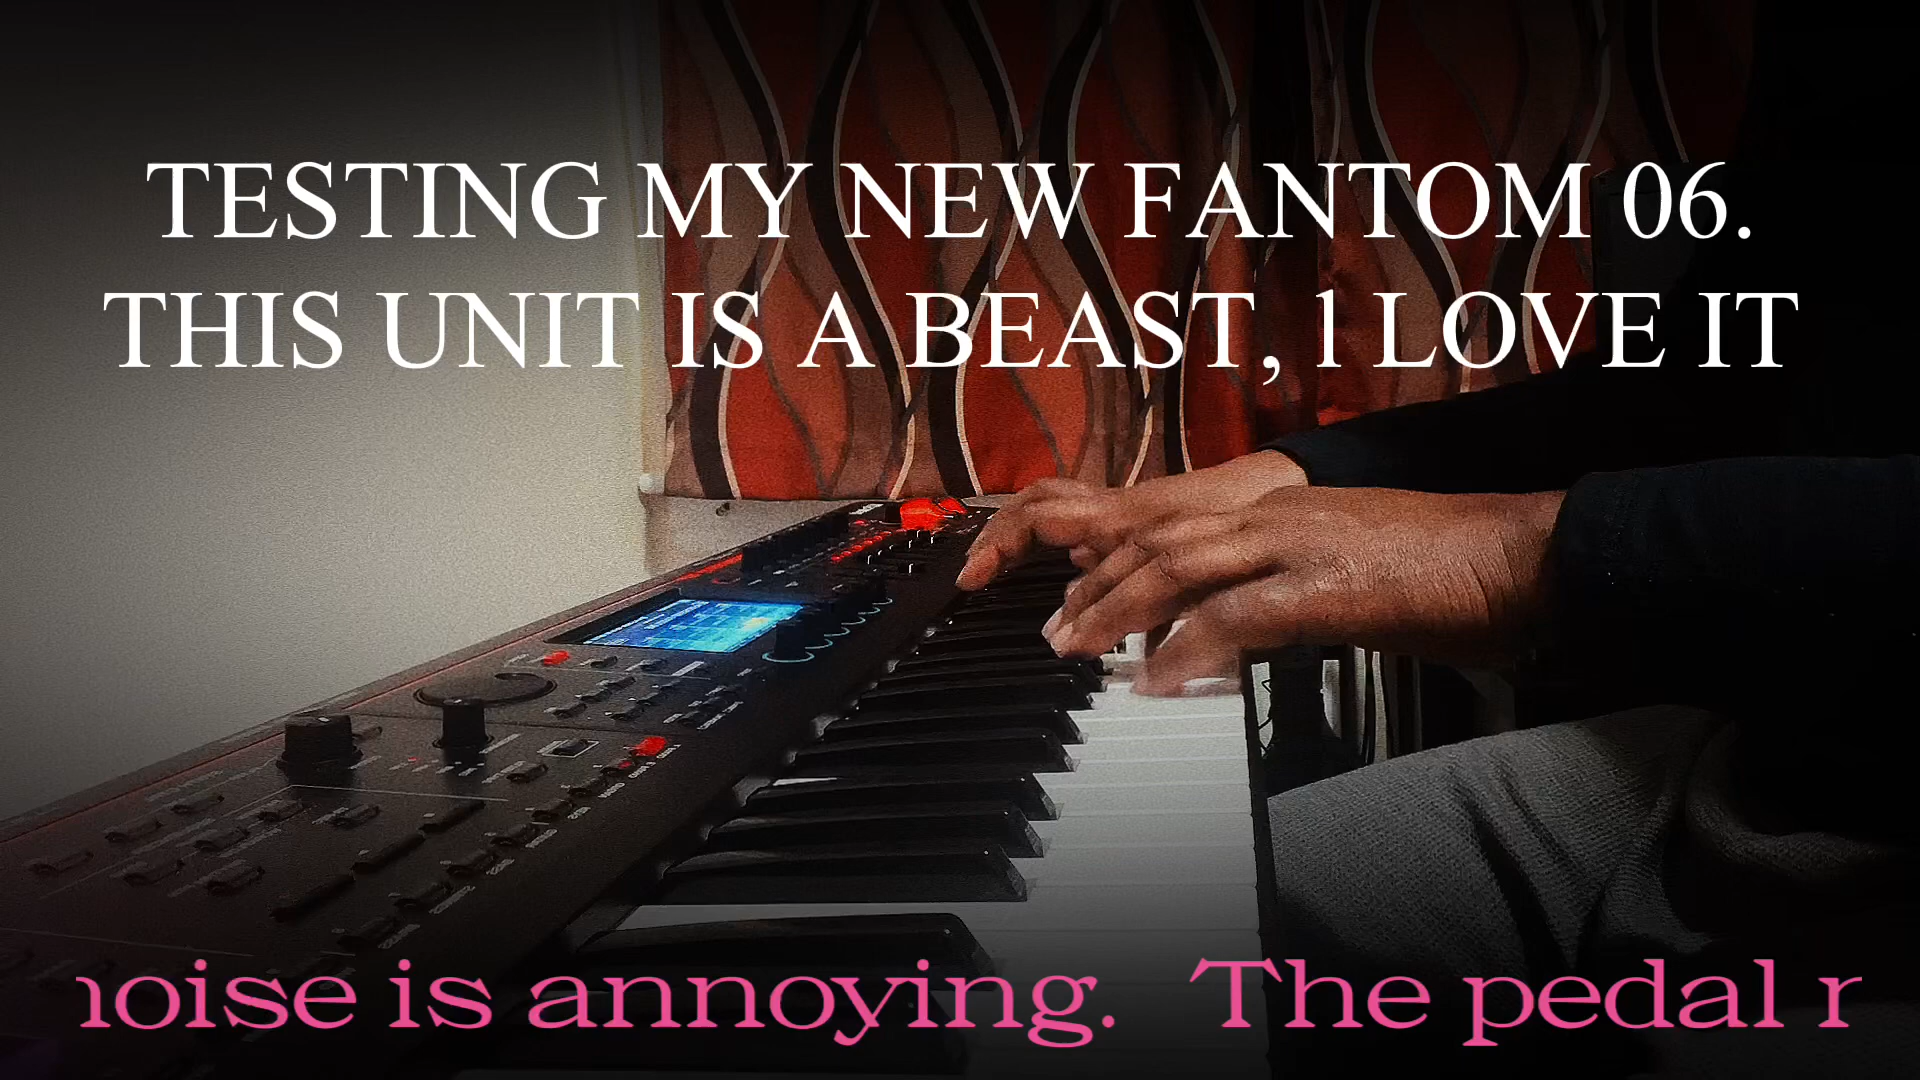 TESTING MY NEW FANTOM 06.
THIS UNIT IS A BEAST, l LOVE IT
noise is annoying. The pedal r